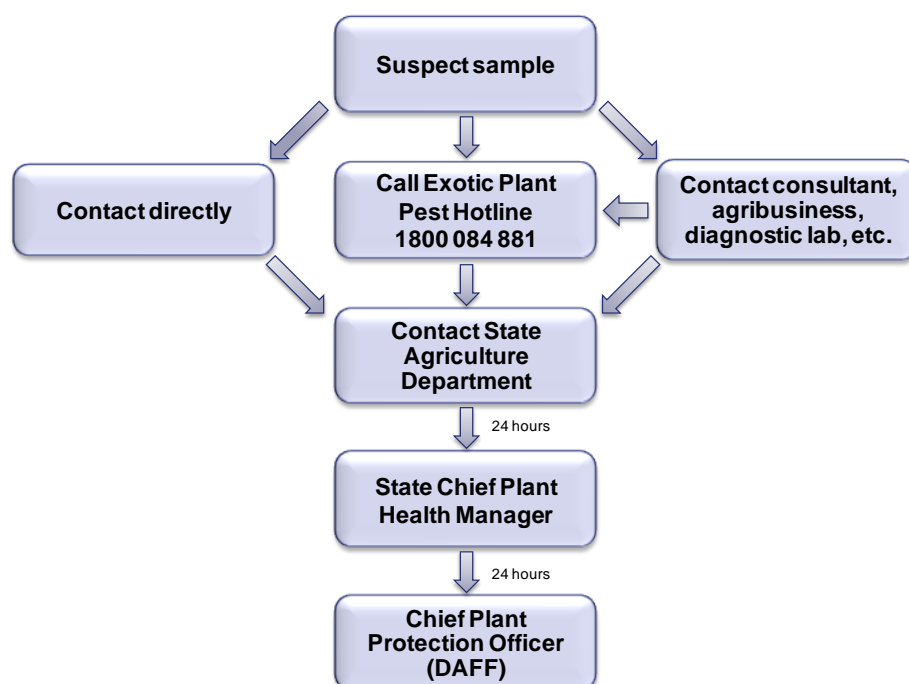 Suspect sample
Contact directly
Call Exotic Plant
Pest Hotline
1800 084 881
Contact consultant,
agribusiness,
diagnostic lab, etc.
Contact State
Agriculture
Department
24 hours
State Chief Plant
Health Manager
24 hours
Chief Plant
Protection Officer
(DAFF)